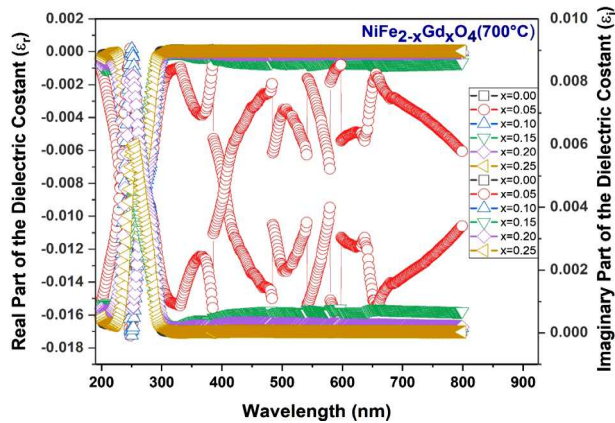 NiFe2-xGdxO4(700°C)
Real Part of the Dielectric Costant (εr)
0.002
0.000
-0.002
-0.004
-0.006
-0.008
-0.010
-0.012
-0.014
-0.016
-0.018
x=0.00
x=0.05
x=0.10
x=0.15
x=0.20
x=0.25
x=0.00
x=0.05
x=0.10
x=0.15
x=0.20
x=0.25
0.010
0.008
0.006
0.004
0.002
0.000
Imaginary Part of the Dielectric Costant (εi)
200 300 400 500 600 700 800 900
Wavelength (nm)